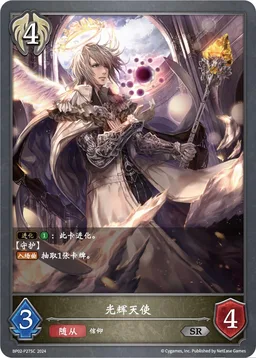 4
进化 1 ：此卡进化。
【守护】
入场曲 抽取1张卡牌。
BP02-F27SC 2024
© Cygames, Inc. Published by NetEase Games
光辉天使
3
随从 信仰
SR
4